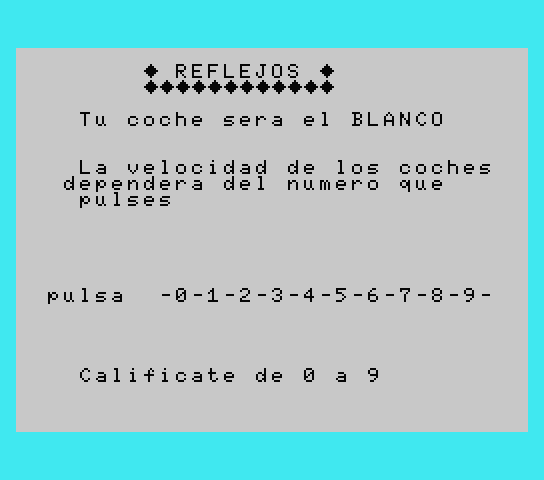 ◆ REFLEJOS ◆
◆◆◆◆◆◆◆◆◆◆◆◆
Tu coche sera el BLANCO
La velocidad de los coches
dependera del numero que
pulses
pulsa -0-1-2-3-4-5-6-7-8-9-
Calificate de 0 a 9